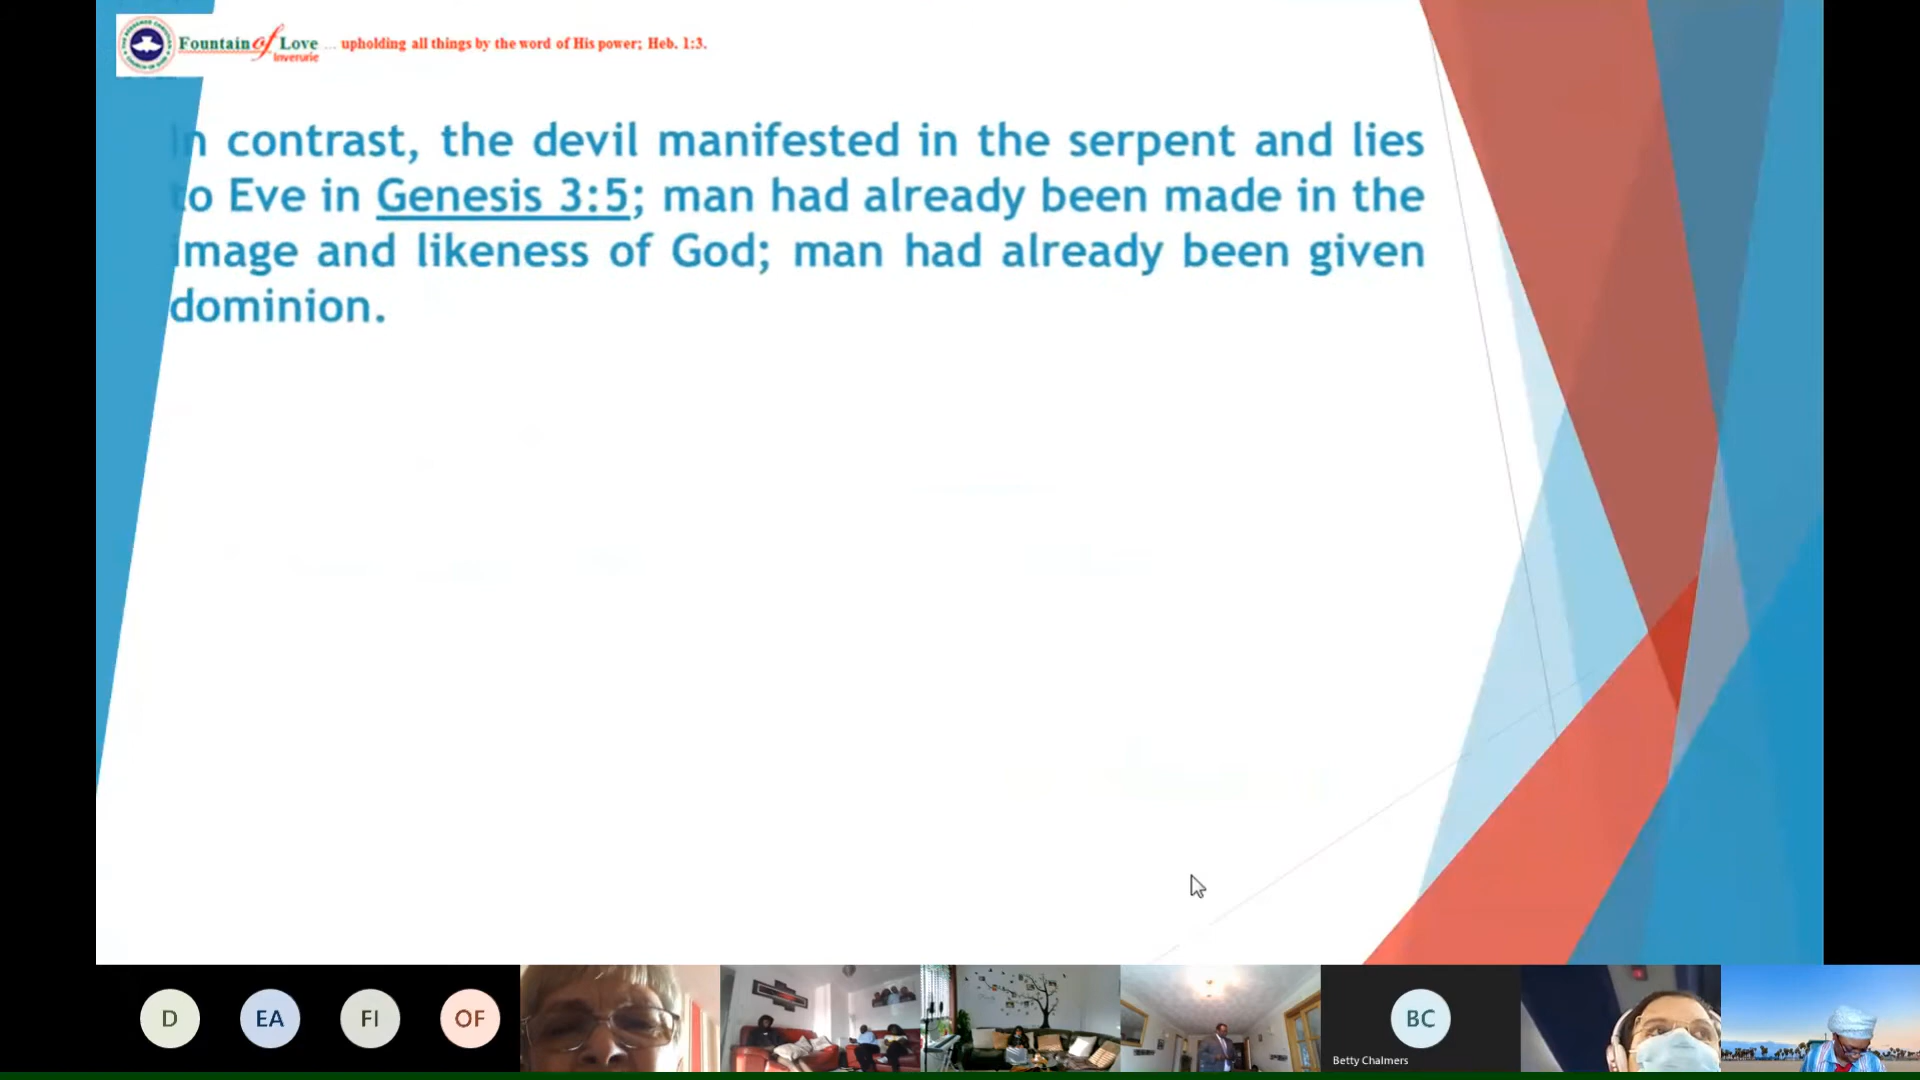 Fountain of Love ... upholding all things by the word of His power; Heb. 1:3.
Inverurie
In contrast, the devil manifested in the serpent and lies
to Eve in Genesis 3:5; man had already been made in the
image and likeness of God; man had already been given
dominion.
D EA FI OF BC
Betty Chalmers